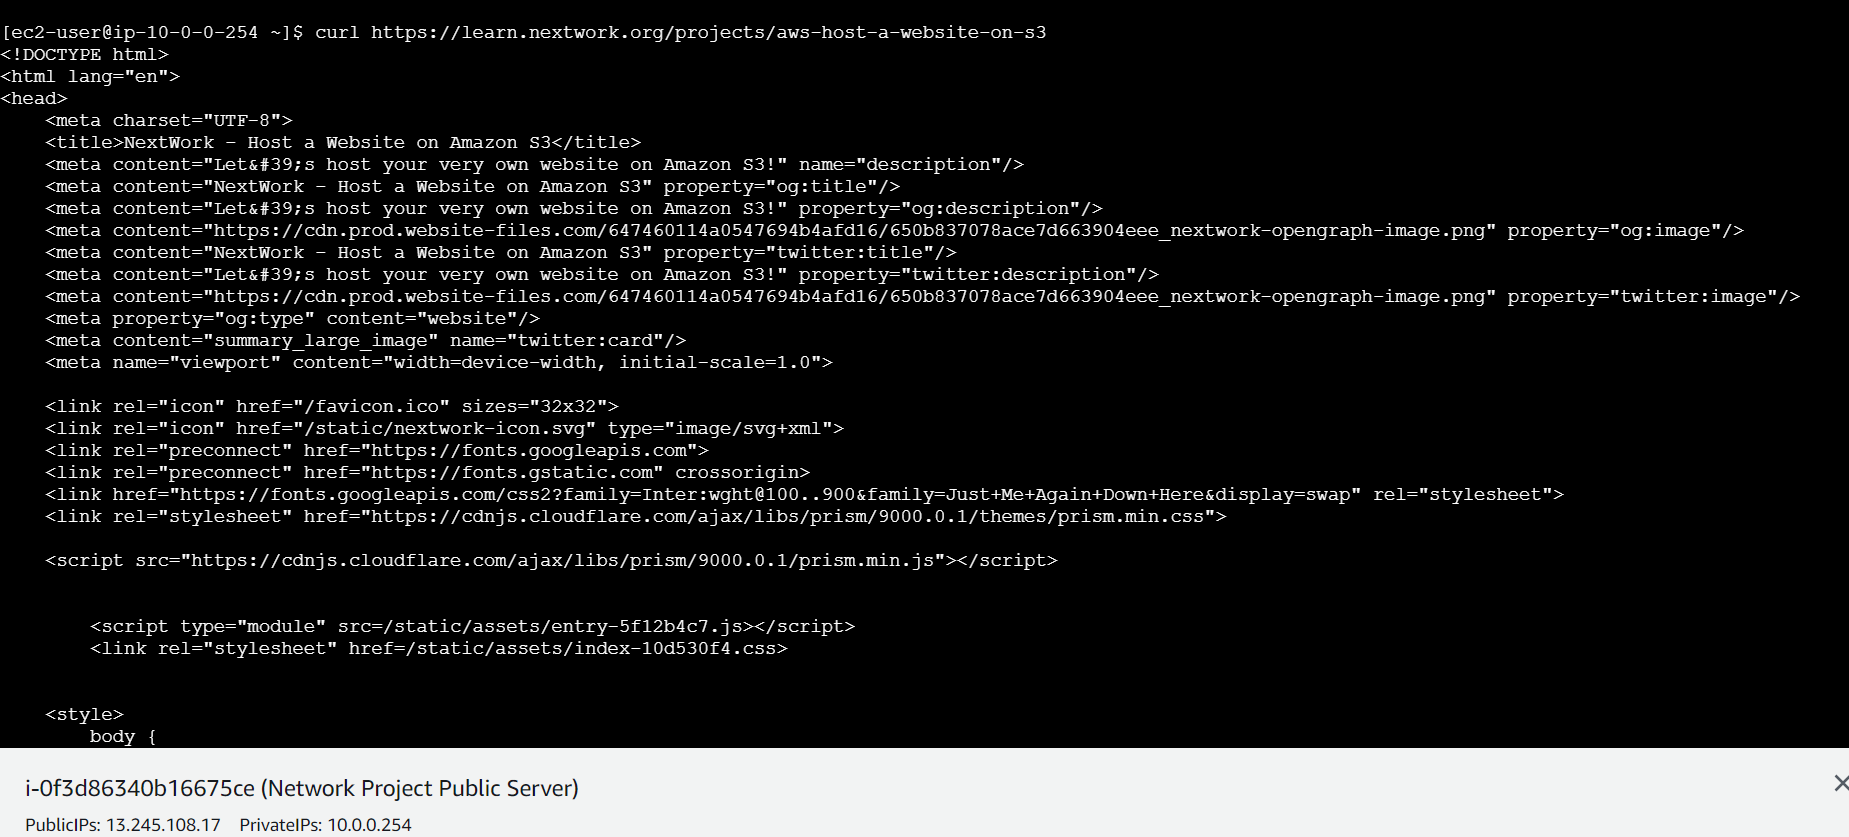 [ec2-user@ip-10-0-0-254 ~]$ curl https://learn.nextwork.org/projects/aws-host-a-website-on-s3
<!DOCTYPE html>
<html lang="en">
<head>
    <meta charset="UTF-8">
    <title>NextWork - Host a Website on Amazon S3</title>
    <meta content="Let&#39;s host your very own website on Amazon S3!" name="description"/>
    <meta content="NextWork - Host a Website on Amazon S3" property="og:title"/>
    <meta content="Let&#39;s host your very own website on Amazon S3!" property="og:description"/>
    <meta content="https://cdn.prod.website-files.com/647460114a0547694b4afd16/650b837078ace7d663904eee_nextwork-opengraph-image.png" property="og:image"/>
    <meta content="NextWork - Host a Website on Amazon S3" property="twitter:title"/>
    <meta content="Let&#39;s host your very own website on Amazon S3!" property="twitter:description"/>
    <meta content="https://cdn.prod.website-files.com/647460114a0547694b4afd16/650b837078ace7d663904eee_nextwork-opengraph-image.png" property="twitter:image"/>
    <meta property="og:type" content="website"/>
    <meta content="summary_large_image" name="twitter:card"/>
    <meta name="viewport" content="width=device-width, initial-scale=1.0">
    <link rel="icon" href="/favicon.ico" sizes="32x32">
    <link rel="icon" href="/static/nextwork-icon.svg" type="image/svg+xml">
    <link rel="preconnect" href="https://fonts.googleapis.com">
    <link rel="preconnect" href="https://fonts.gstatic.com" crossorigin>
    <link href="https://fonts.googleapis.com/css2?family=Inter:wght@100..900&family=Just+Me+Again+Down+Here&display=swap" rel="stylesheet">
    <link rel="stylesheet" href="https://cdnjs.cloudflare.com/ajax/libs/prism/9000.0.1/themes/prism.min.css">
    <script src="https://cdnjs.cloudflare.com/ajax/libs/prism/9000.0.1/prism.min.js"></script>
        <script type="module" src=/static/assets/entry-5f12b4c7.js></script>
        <link rel="stylesheet" href=/static/assets/index-10d530f4.css>
    <style>
        body {
i-0f3d86340b16675ce (Network Project Public Server)
PublicIPs: 13.245.108.17    PrivateIPs: 10.0.0.254